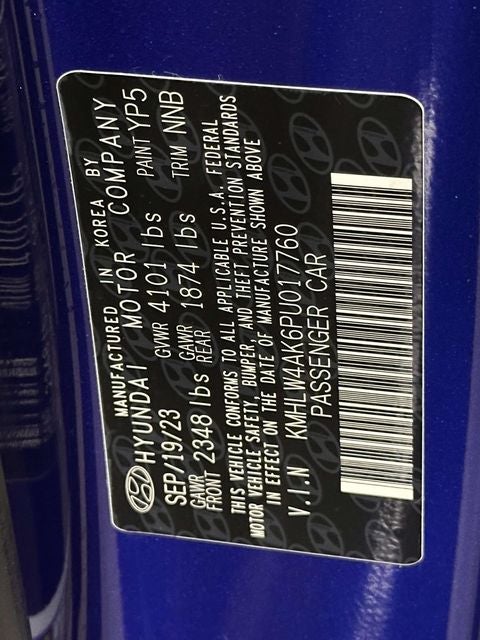 MANUFACTURED IN KOREA BY
HYUNDAI MOTOR COMPANY
SEP/19/23 GVWR 4101 lbs PAINT YP5
GAWR FRONT 2348 lbs GAWR REAR 1874 lbs TRIM NNB
THIS VEHICLE CONFORMS TO ALL APPLICABLE U.S.A. FEDERAL
MOTOR VEHICLE SAFETY, BUMPER, AND THEFT PREVENTION STANDARDS
IN EFFECT ON THE DATE OF MANUFACTURE SHOWN ABOVE
V.I.N KMHLW4AK6PU017760
PASSENGER CAR